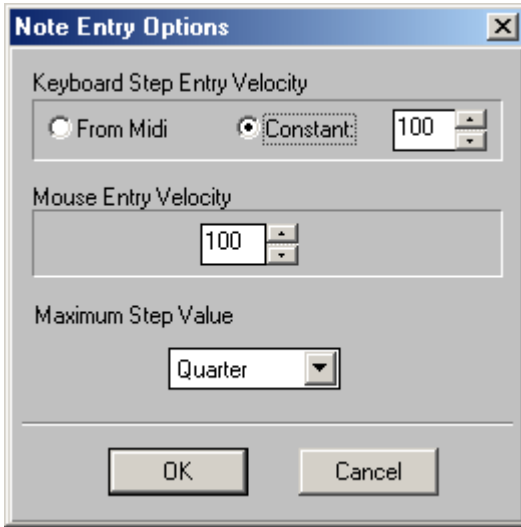 Note Entry Options
Keyboard Step Entry Velocity
From Midi Constant: 100
Mouse Entry Velocity
100
Maximum Step Value
Quarter
OK Cancel